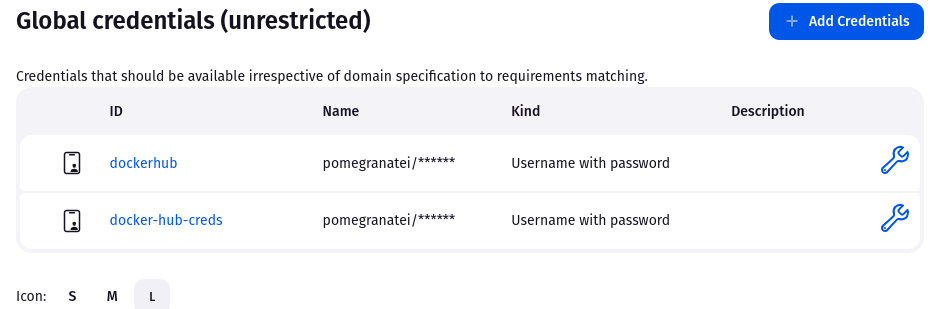 Global credentials (unrestricted)
+ Add Credentials
Credentials that should be available irrespective of domain specification to requirements matching.
ID Name Kind Description
dockerhub pomegranatei/****** Username with password
docker-hub-creds pomegranatei/****** Username with password
Icon: S M L